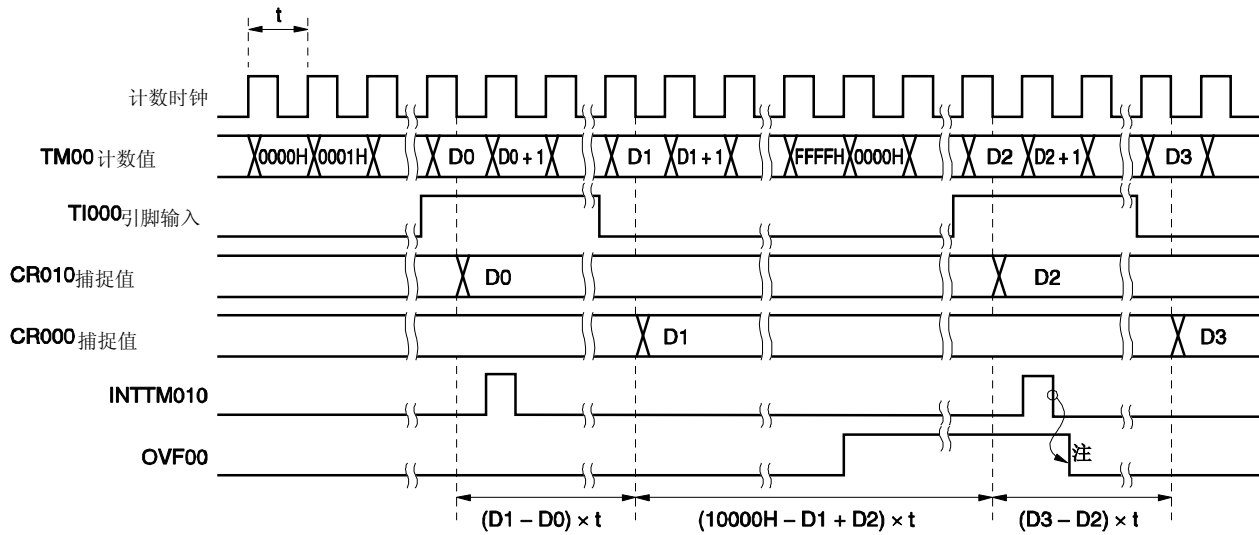 t
计数时钟
TM00 计数值
0000H 0001H D0 D0 + 1 D1 D1 + 1 FFFFH 0000H D2 D2 + 1 D3
TI000引脚输入
CR010捕捉值
D0 D2
CR000 捕捉值
D1 D3
INTTM010
OVF00
注
(D1 – D0) × t (10000H – D1 + D2) × t (D3 – D2) × t